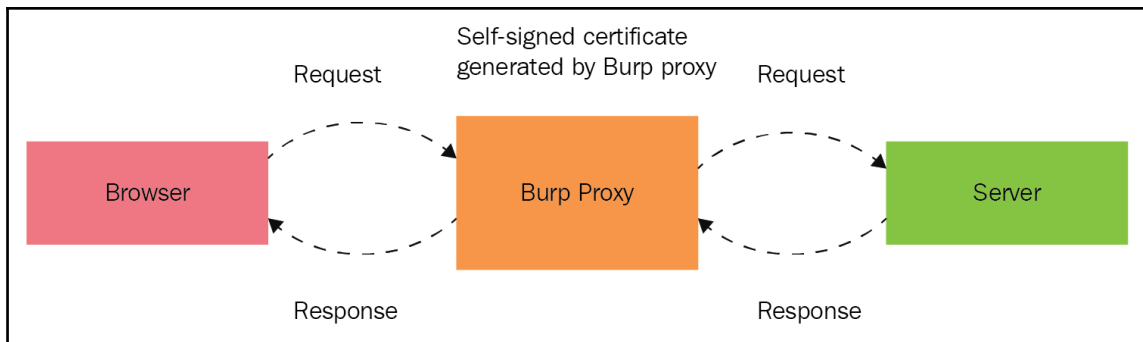 Self-signed certificate
generated by Burp proxy
Request
Request
Browser
Burp Proxy
Server
Response
Response